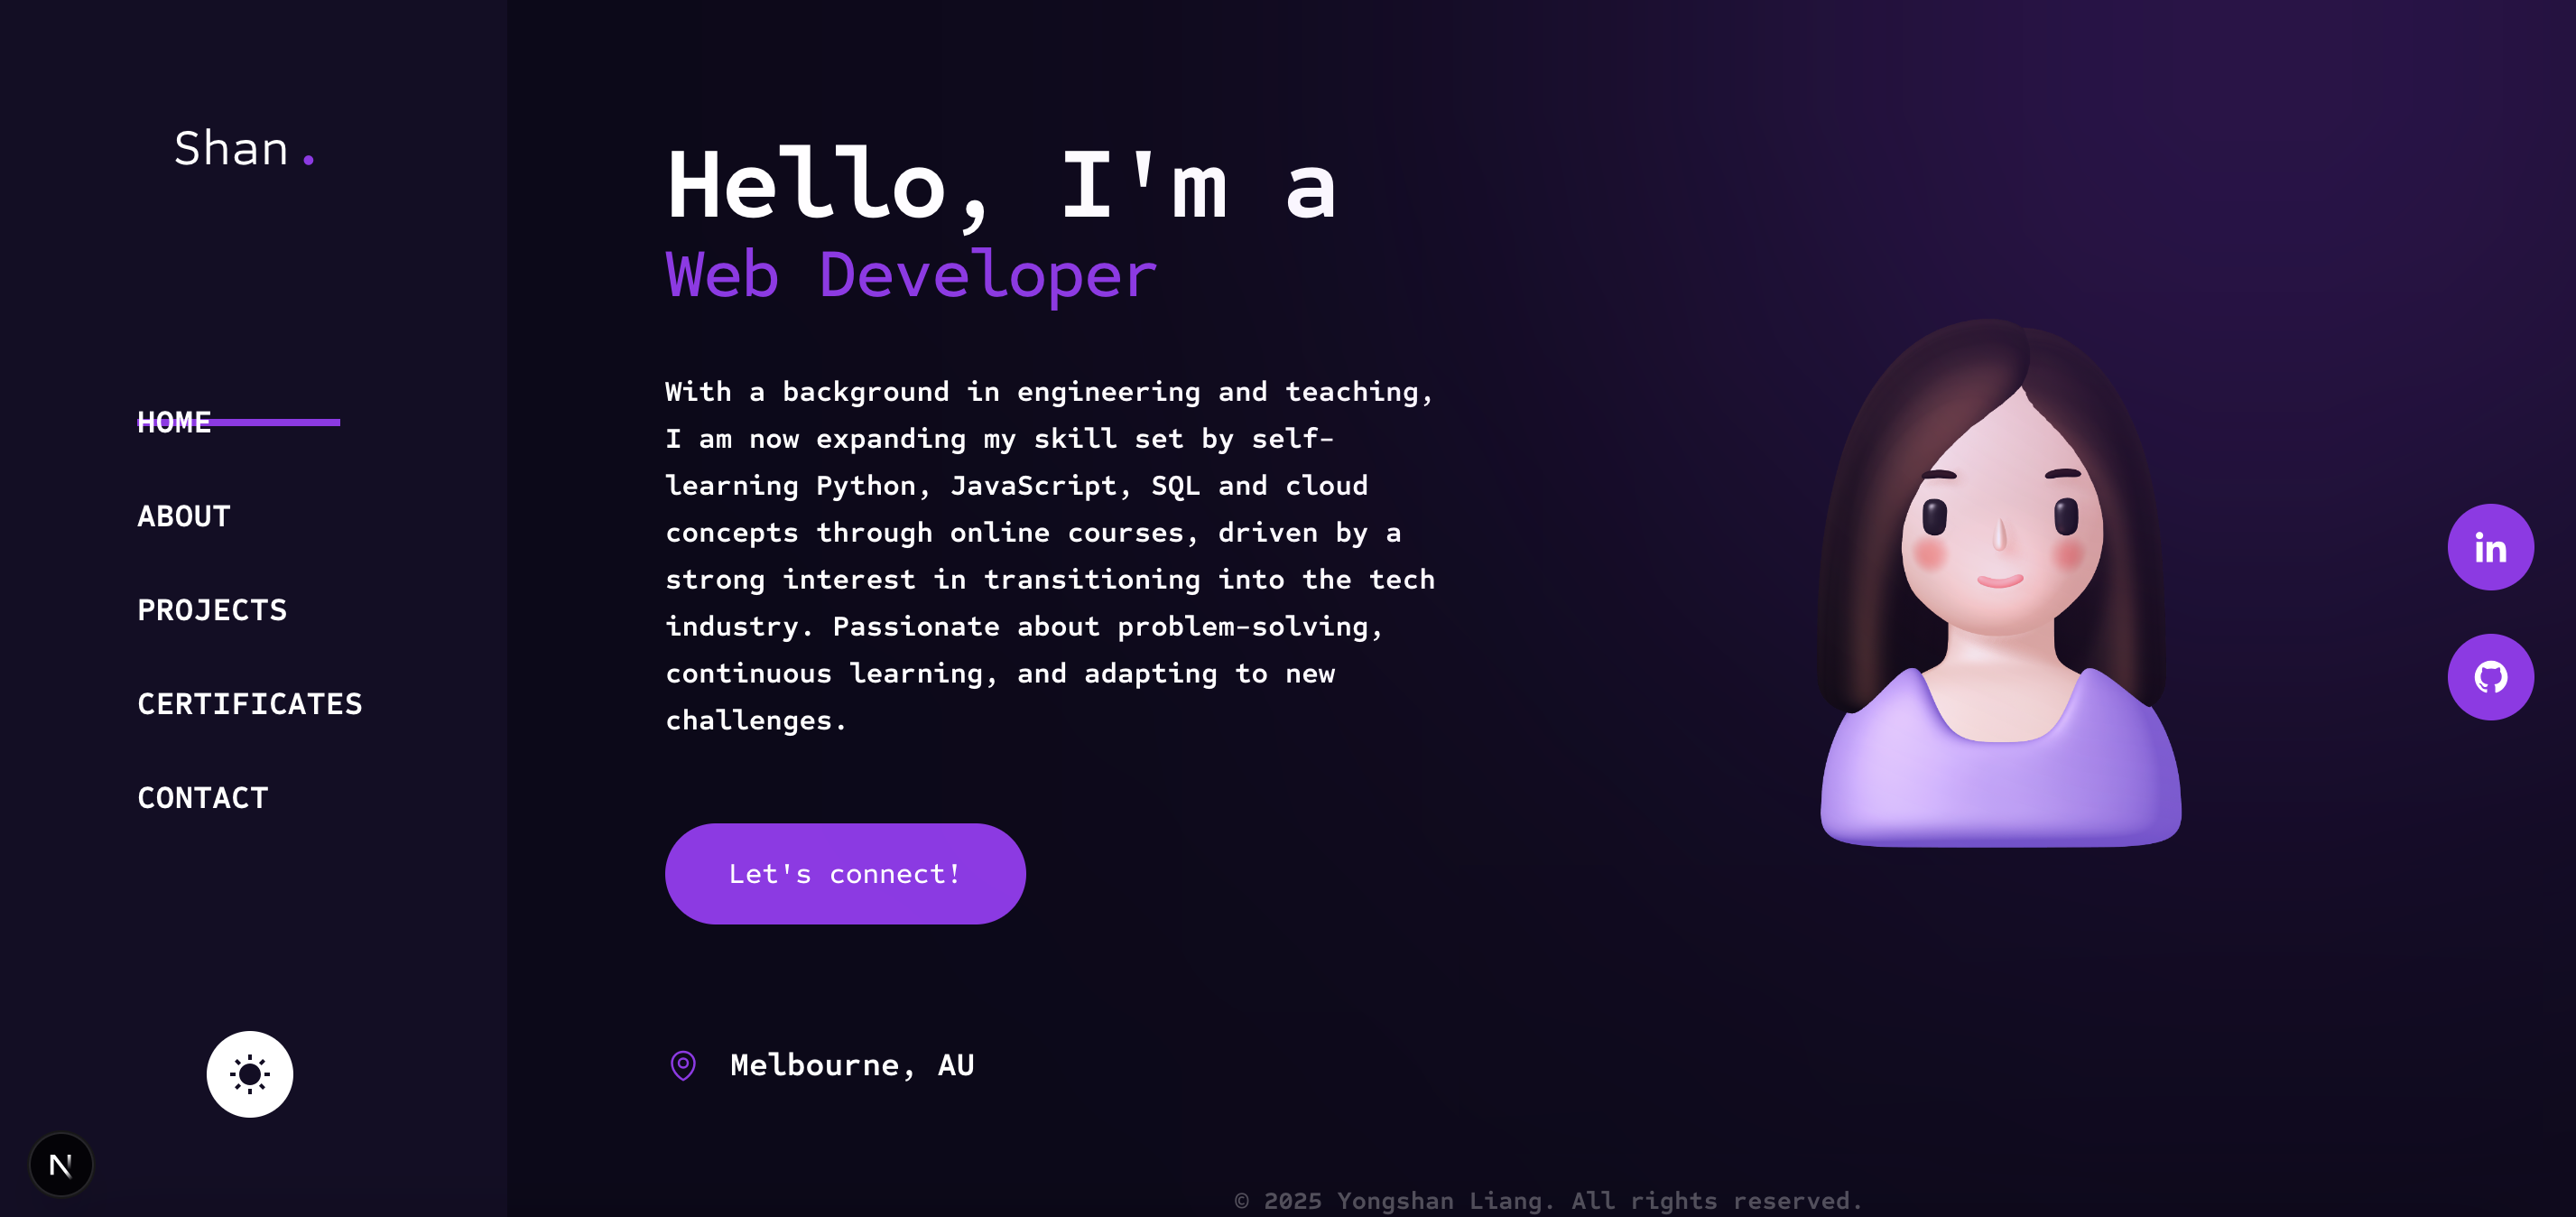 Shan.
HOME
ABOUT
PROJECTS
CERTIFICATES
CONTACT
N
Hello, I'm a
Web Developer
With a background in engineering and teaching,
I am now expanding my skill set by self-
learning Python, JavaScript, SQL and cloud
concepts through online courses, driven by a
strong interest in transitioning into the tech
industry. Passionate about problem-solving,
continuous learning, and adapting to new
challenges.
Let's connect!
Melbourne, AU
in
© 2025 Yongshan Liang. All rights reserved.